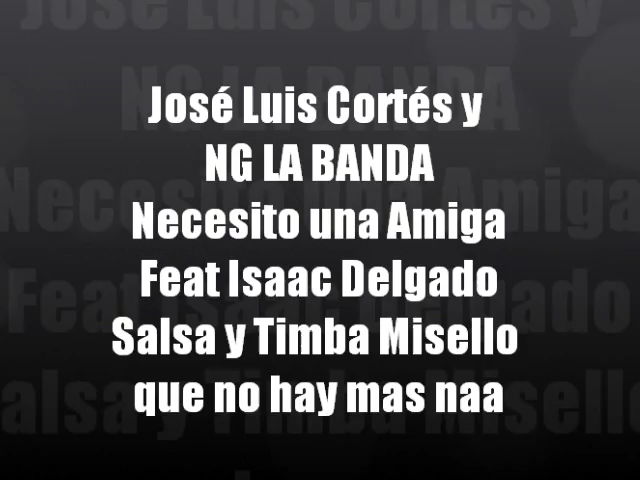 José Luis Cortés y
NG LA BANDA
Necesito una Amiga
Feat Isaac Delgado
Salsa y Timba Misello
que no hay mas naa